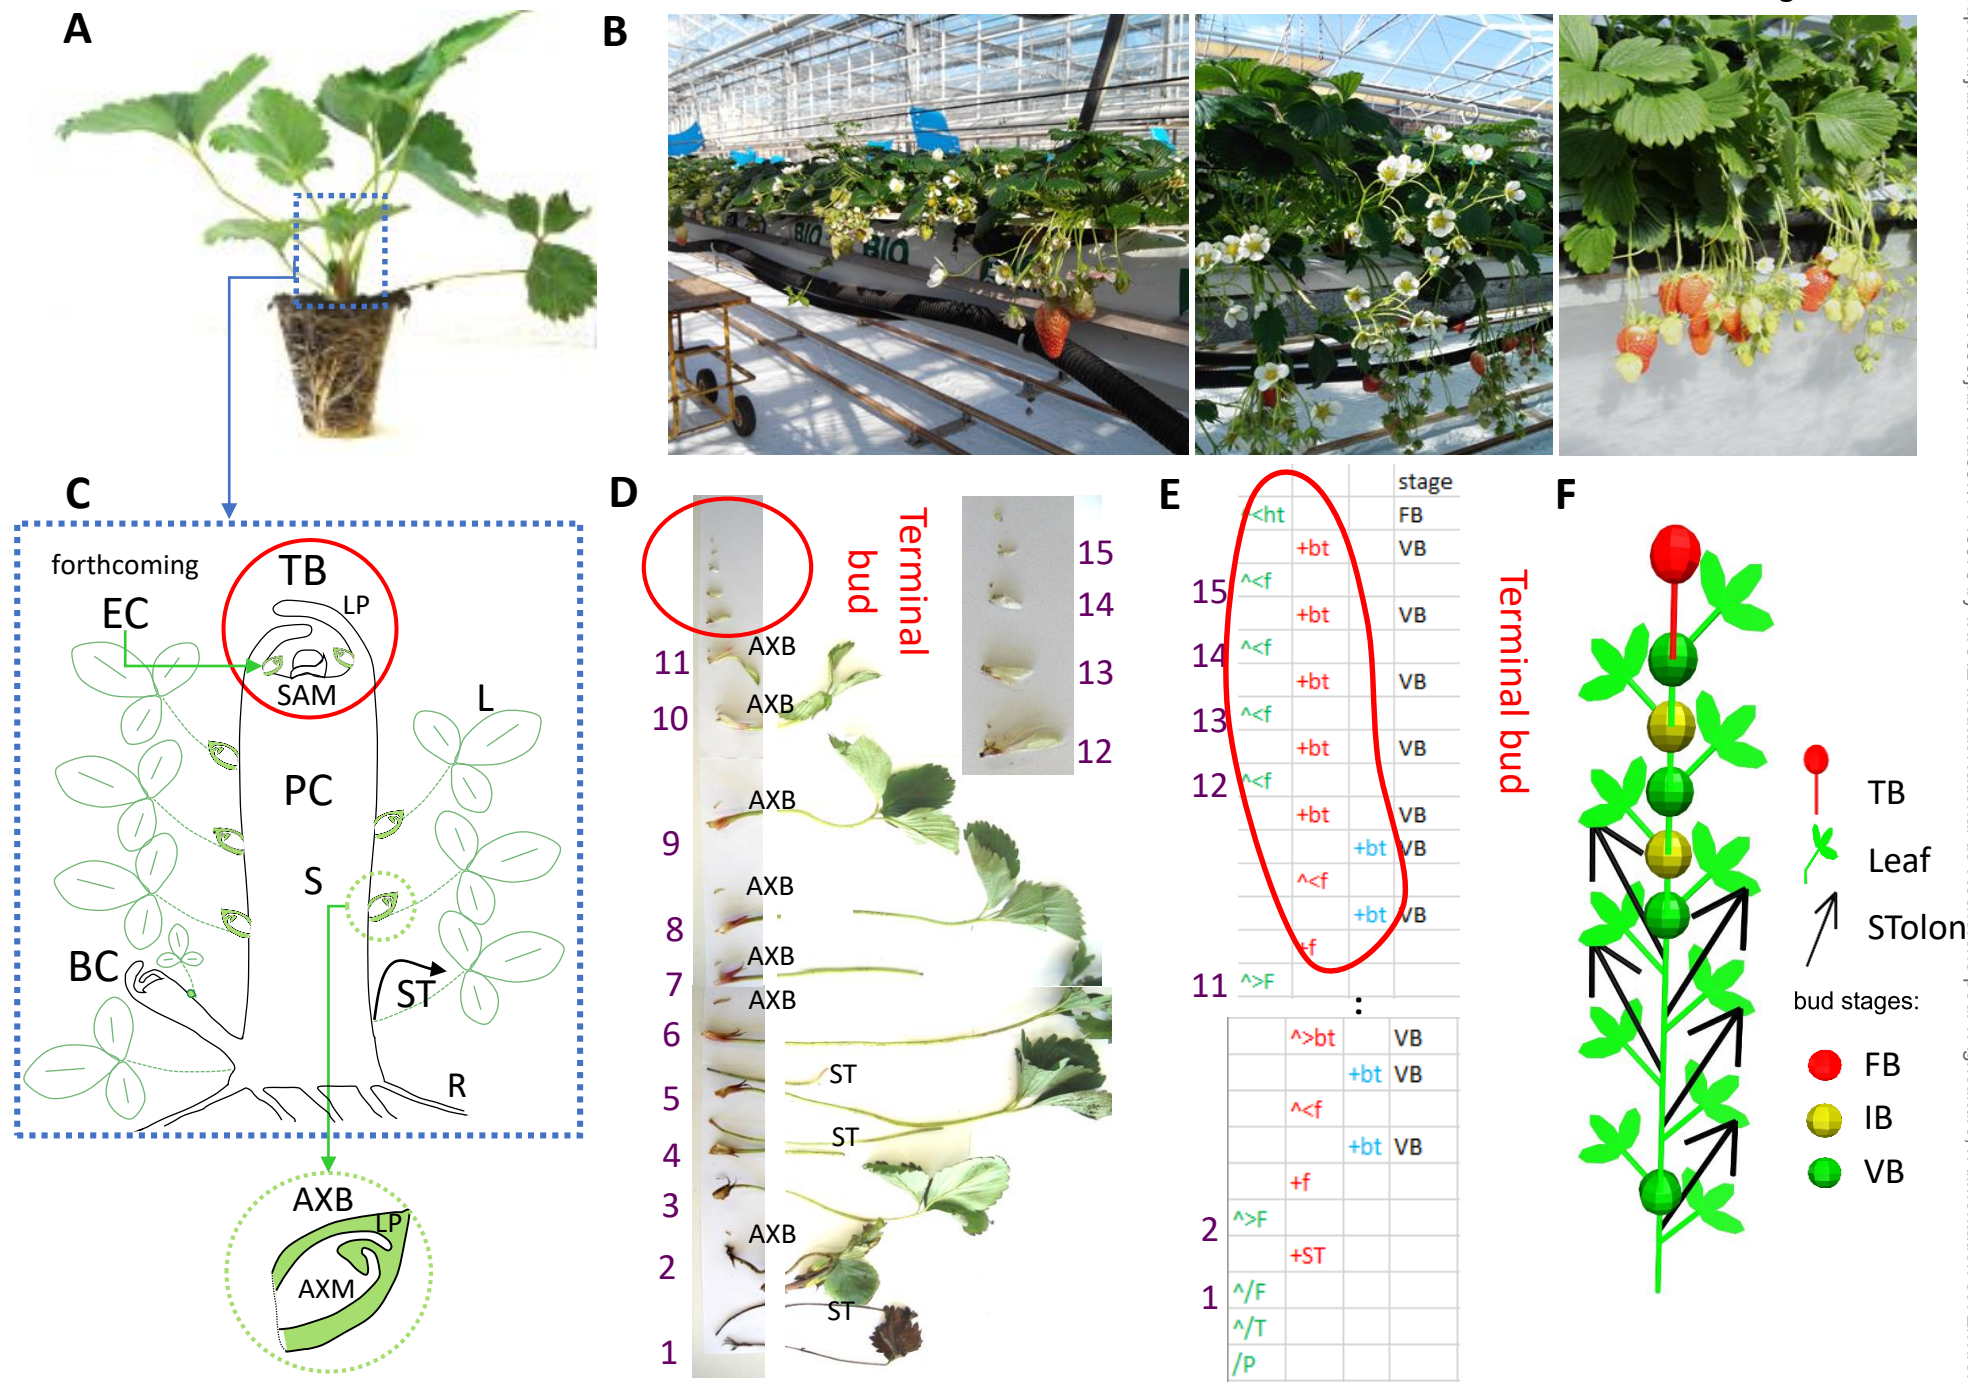 A
B
BIO
BIO
C
forthcoming
TB
LP
EC
SAM
L
PC
S
BC
ST
R
AXB
LP
AXM
D
Terminal
bud
15
14
13
12
AXB
11
AXB
10
AXB
9
AXB
8
AXB
7
AXB
6
ST
5
ST
4
3
AXB
2
ST
1
E
stage
^<ht FB
+bt VB
15 ^<f
+bt VB
14 ^<f
+bt VB
13 ^<f
+bt VB
12 ^<f
+bt VB
+bt VB
^<f
+bt VB
+f
11 ^>F
:
^>bt VB
+bt VB
^<f
+bt VB
+f
2 ^>F
+ST
1 ^/F
^/T
/P
Terminal bud
F
TB
Leaf
STolon
bud stages:
FB
IB
VB